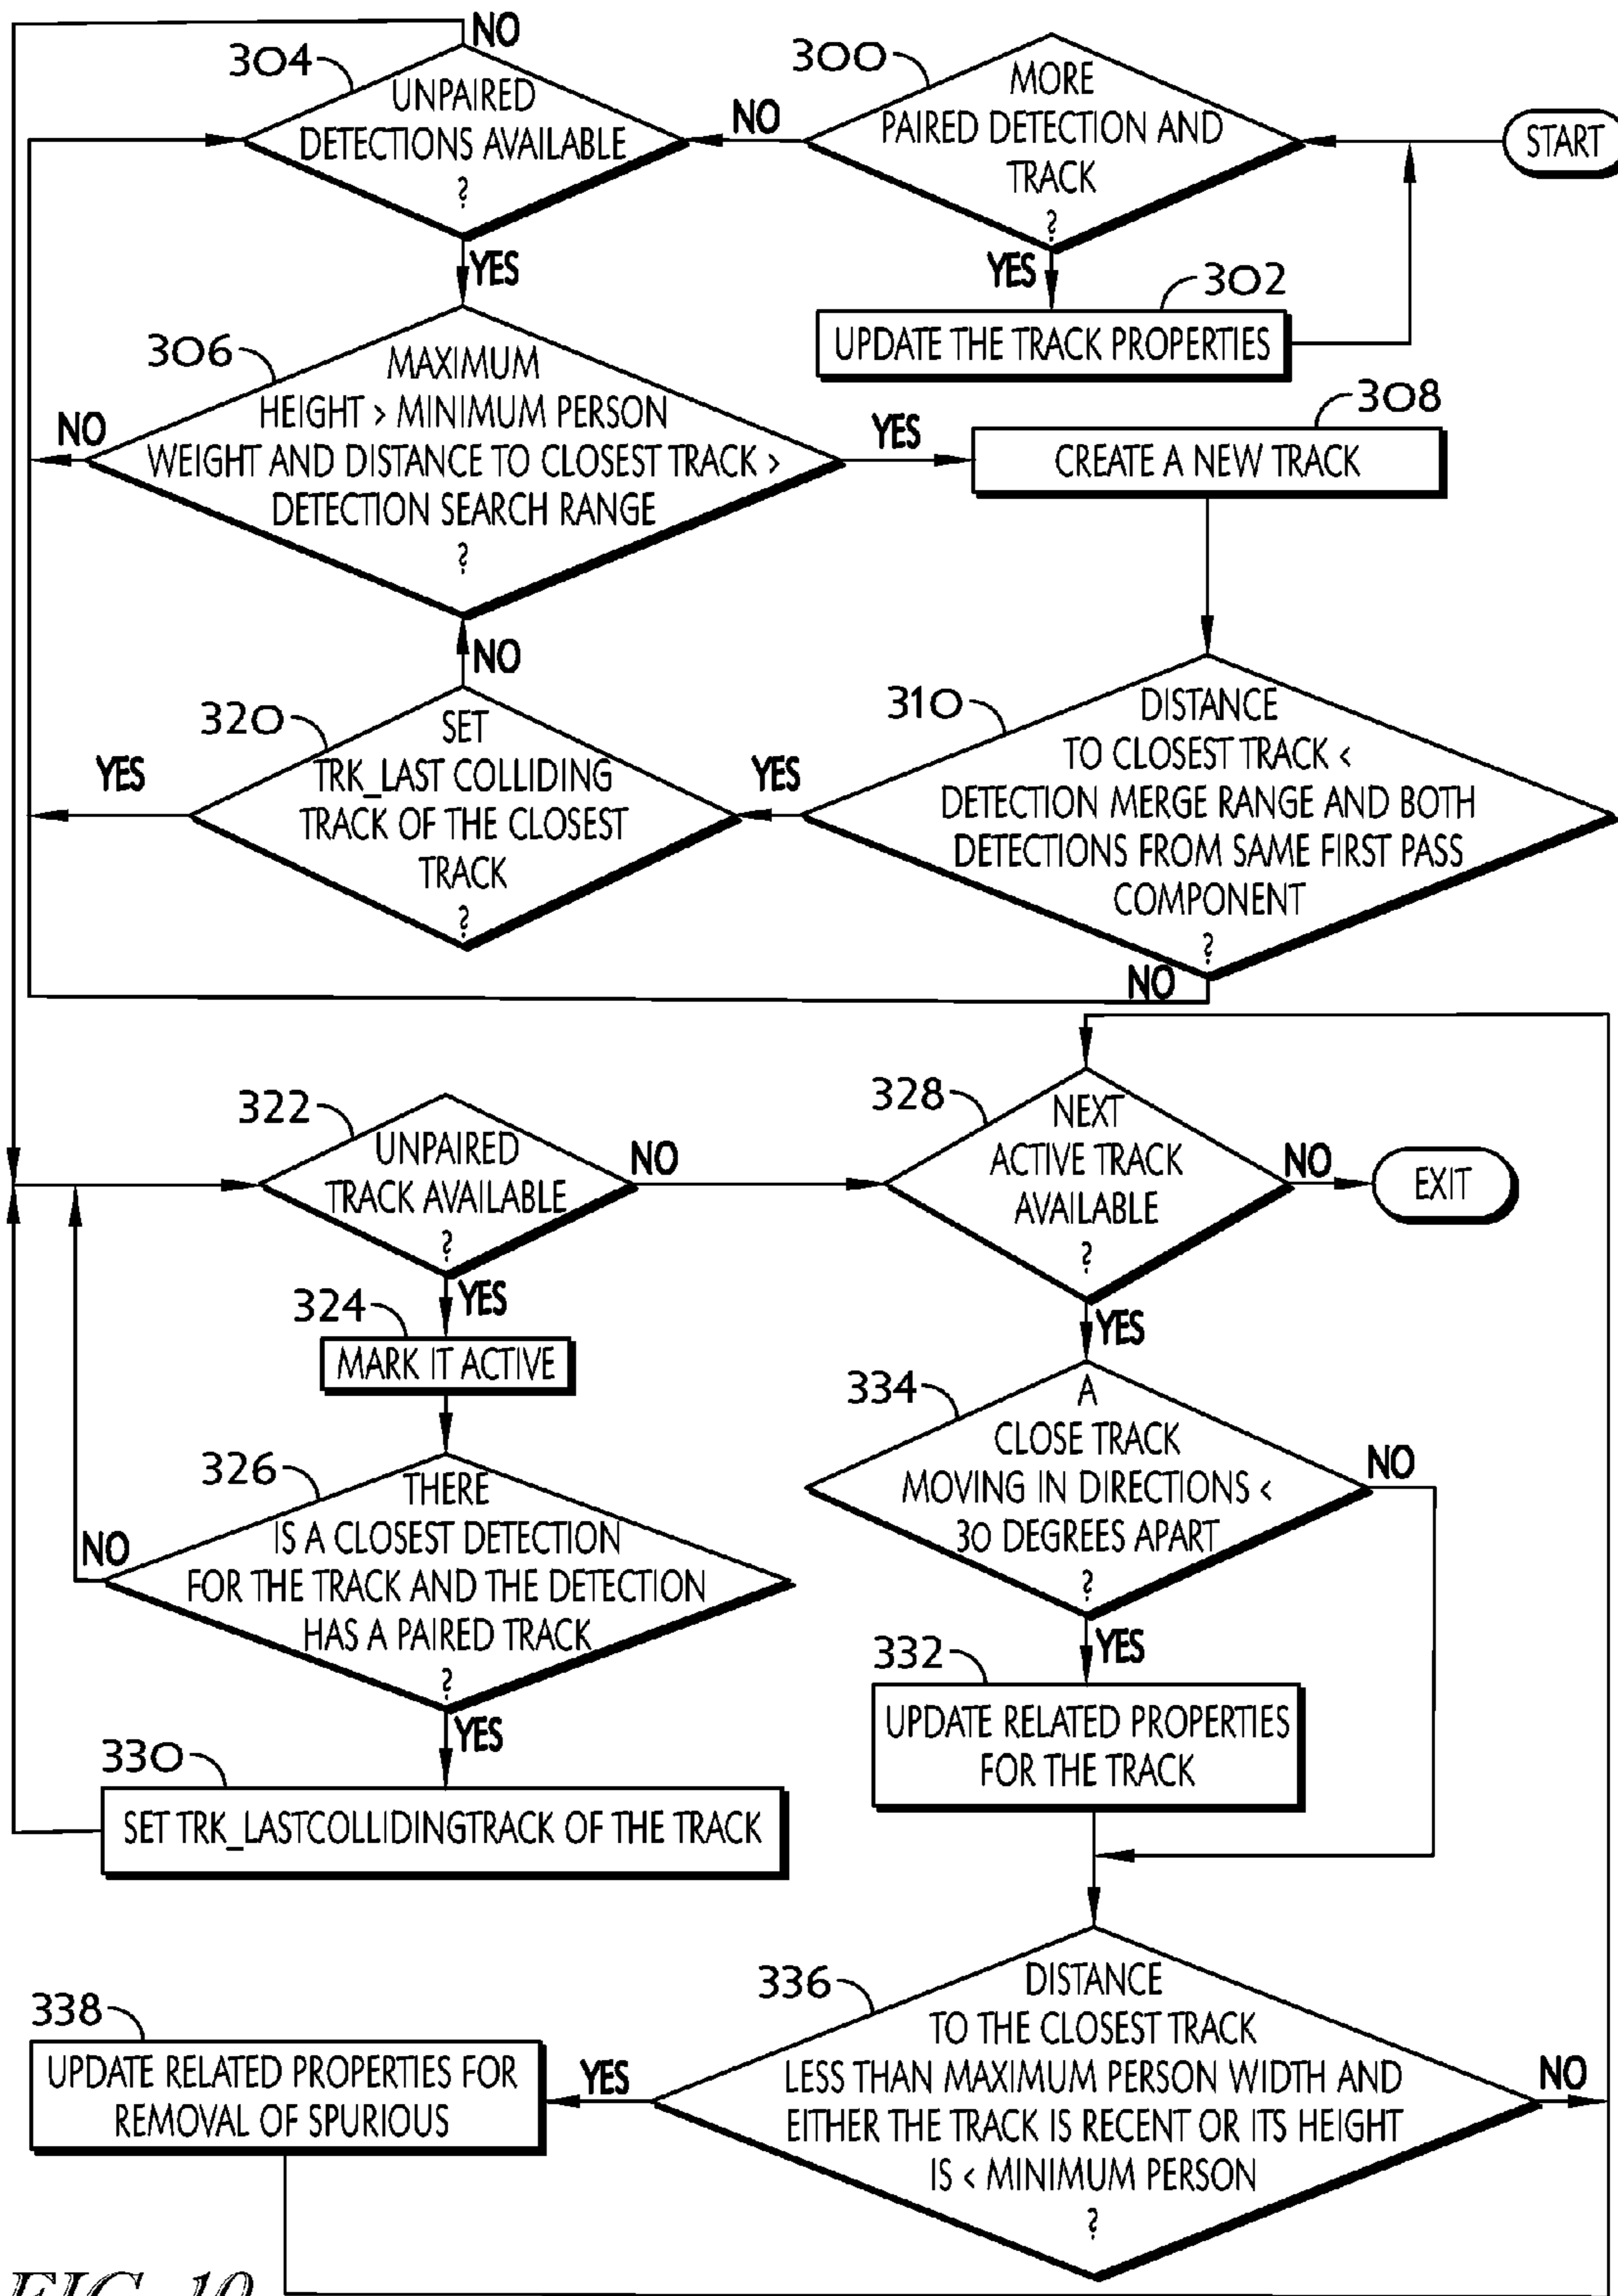 NO
304
UNPAIRED
DETECTIONS AVAILABLE
?
YES
300
MORE
PAIRED DETECTION AND
TRACK
?
NO
YES
START
302
UPDATE THE TRACK PROPERTIES
306
MAXIMUM
HEIGHT > MINIMUM PERSON
WEIGHT AND DISTANCE TO CLOSEST TRACK >
DETECTION SEARCH RANGE
?
NO
YES
308
CREATE A NEW TRACK
310
DISTANCE
TO CLOSEST TRACK <
DETECTION MERGE RANGE AND BOTH
DETECTIONS FROM SAME FIRST PASS
COMPONENT
?
YES
NO
320
SET
TRK_LAST COLLIDING
TRACK OF THE CLOSEST
TRACK
?
NO
YES
322
UNPAIRED
TRACK AVAILABLE
?
NO
YES
324
MARK IT ACTIVE
326
THERE
IS A CLOSEST DETECTION
FOR THE TRACK AND THE DETECTION
HAS A PAIRED TRACK
?
NO
YES
330
SET TRK_LASTCOLLIDINGTRACK OF THE TRACK
328
NEXT
ACTIVE TRACK
AVAILABLE
?
NO
EXIT
YES
334
A
CLOSE TRACK
MOVING IN DIRECTIONS <
30 DEGREES APART
?
NO
YES
332
UPDATE RELATED PROPERTIES
FOR THE TRACK
336
DISTANCE
TO THE CLOSEST TRACK
LESS THAN MAXIMUM PERSON WIDTH AND
EITHER THE TRACK IS RECENT OR ITS HEIGHT
IS < MINIMUM PERSON
?
NO
YES
338
UPDATE RELATED PROPERTIES FOR
REMOVAL OF SPURIOUS
FIG. 10